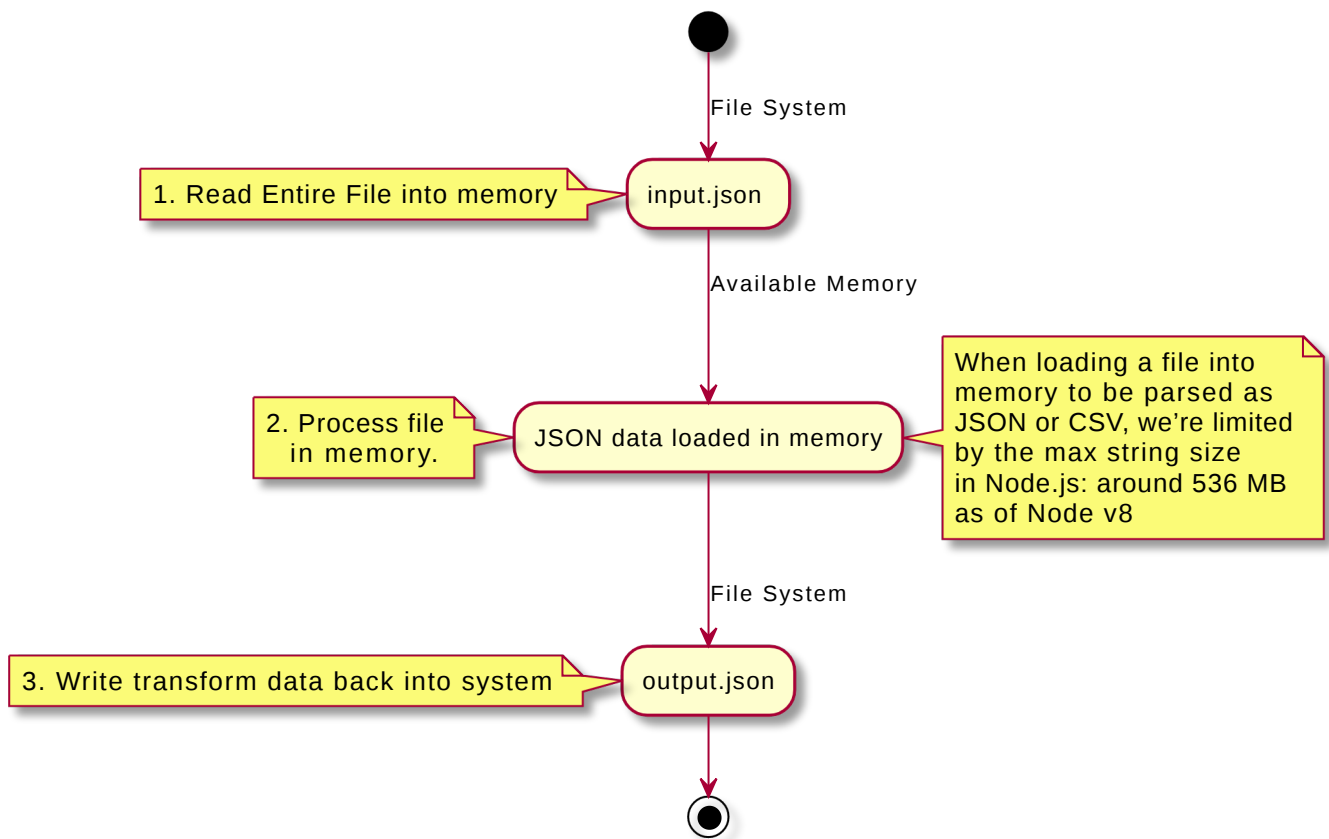 File System
1. Read Entire File into memory
input.json
Available Memory
2. Process file
in memory.
JSON data loaded in memory
When loading a file into
memory to be parsed as
JSON or CSV, we’re limited
by the max string size
in Node.js: around 536 MB
as of Node v8
File System
3. Write transform data back into system
output.json